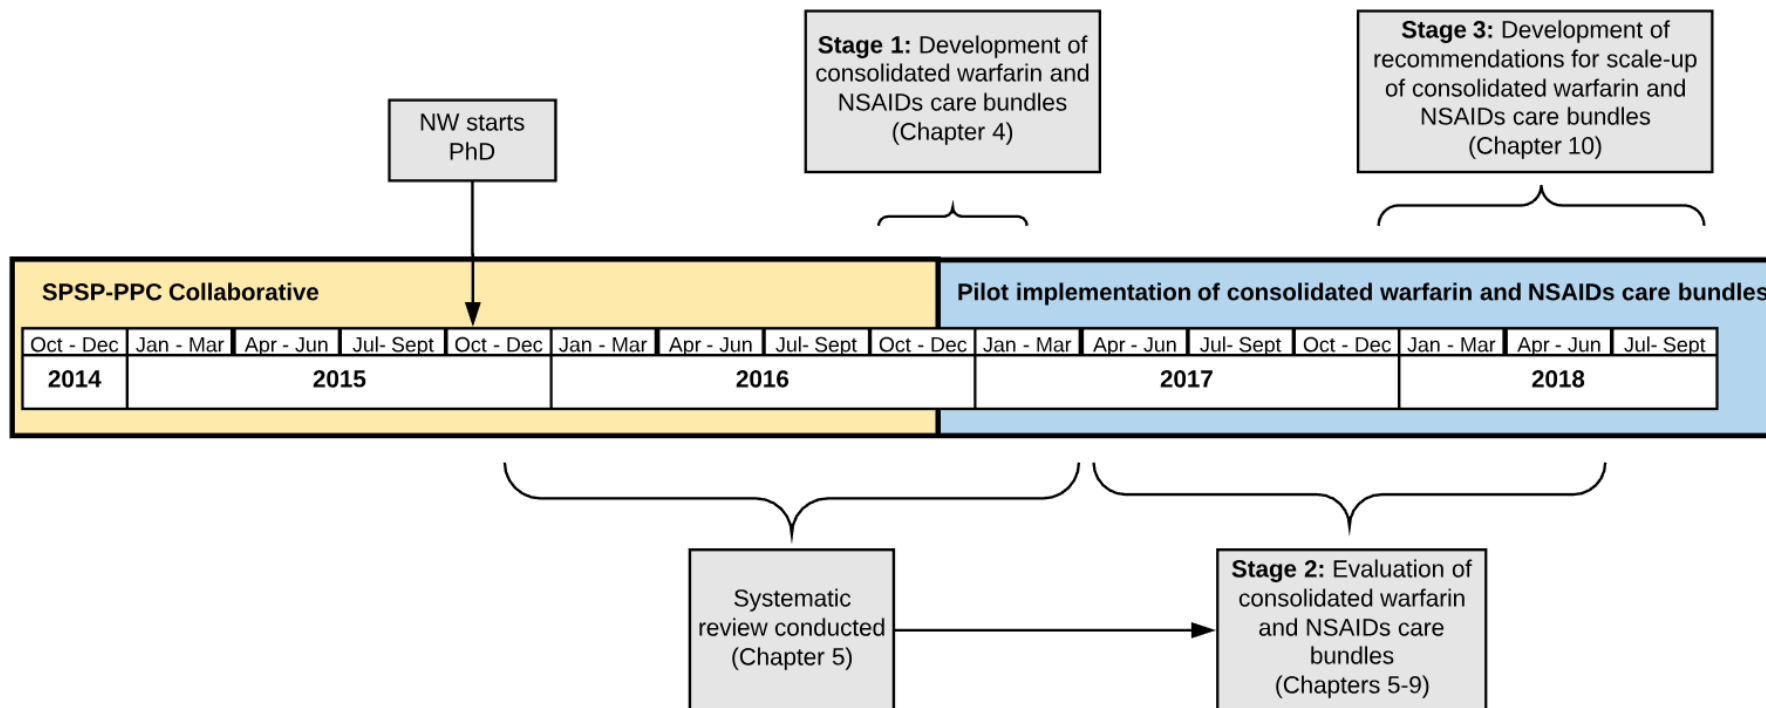 Stage 1: Development of
consolidated warfarin and
NSAIDs care bundles
(Chapter 4)
Stage 3: Development of
recommendations for scale-up
of consolidated warfarin and
NSAIDs care bundles
(Chapter 10)
NW starts
PhD
SPSP-PPC Collaborative
Pilot implementation of consolidated warfarin and NSAIDs care bundles
Oct - Dec Jan - Mar Apr - Jun Jul- Sept Oct - Dec Jan - Mar Apr - Jun Jul- Sept Oct - Dec Jan - Mar Apr - Jun Jul- Sept Oct - Dec Jan - Mar Apr - Jun Jul- Sept
2014 2015 2016 2017 2018
Systematic
review conducted
(Chapter 5)
Stage 2: Evaluation of
consolidated warfarin
and NSAIDs care
bundles
(Chapters 5-9)